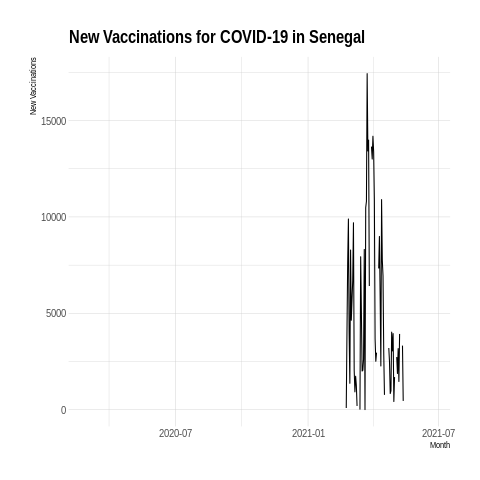 New Vaccinations for COVID-19 in Senegal
New Vaccinations
15000
10000
5000
0
2020-07
2021-01
2021-07
Month